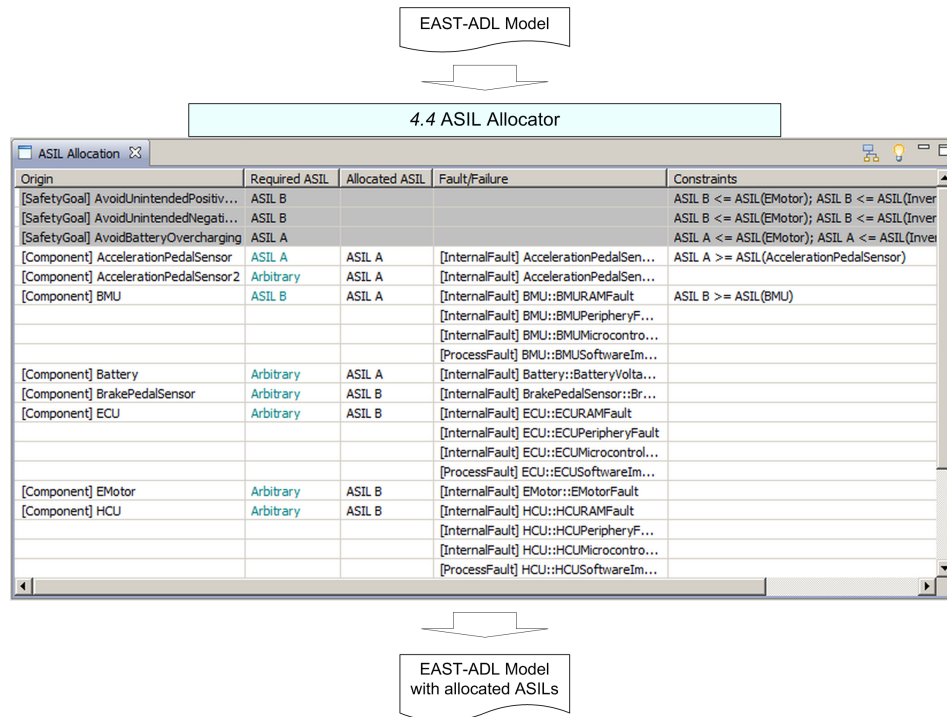 EAST-ADL Model
4.4 ASIL Allocator
ASIL Allocation
Origin Required ASIL Allocated ASIL Fault/Failure Constraints
[SafetyGoal] AvoidUnintendedPositiv... ASIL B ASIL B <= ASIL(EMotor); ASIL B <= ASIL(Inver
[SafetyGoal] AvoidUnintendedNegati... ASIL B ASIL B <= ASIL(EMotor); ASIL B <= ASIL(Inver
[SafetyGoal] AvoidBatteryOvercharging ASIL A ASIL A <= ASIL(EMotor); ASIL A <= ASIL(Inver
[Component] AccelerationPedalSensor ASIL A ASIL A [InternalFault] AccelerationPedalSen... ASIL A >= ASIL(AccelerationPedalSensor)
[Component] AccelerationPedalSensor2 Arbitrary ASIL A [InternalFault] AccelerationPedalSen...
[Component] BMU ASIL B ASIL A [InternalFault] BMU::BMURAMFault ASIL B >= ASIL(BMU)
[InternalFault] BMU::BMUPeripheryF...
[InternalFault] BMU::BMUMicrocontro...
[ProcessFault] BMU::BMUSoftwareIm...
[Component] Battery Arbitrary ASIL A [InternalFault] Battery::BatteryVolta...
[Component] BrakePedalSensor Arbitrary ASIL B [InternalFault] BrakePedalSensor::Br...
[Component] ECU Arbitrary ASIL B [InternalFault] ECU::ECURAMFault
[InternalFault] ECU::ECUPeripheryFault
[InternalFault] ECU::ECUMicrocontrol...
[ProcessFault] ECU::ECUSoftwareIm...
[Component] EMotor Arbitrary ASIL B [InternalFault] EMotor::EMotorFault
[Component] HCU Arbitrary ASIL B [InternalFault] HCU::HCURAMFault
[InternalFault] HCU::HCUPeripheryF...
[InternalFault] HCU::HCUMicrocontro...
[ProcessFault] HCU::HCUSoftwareIm...
EAST-ADL Model
with allocated ASILs